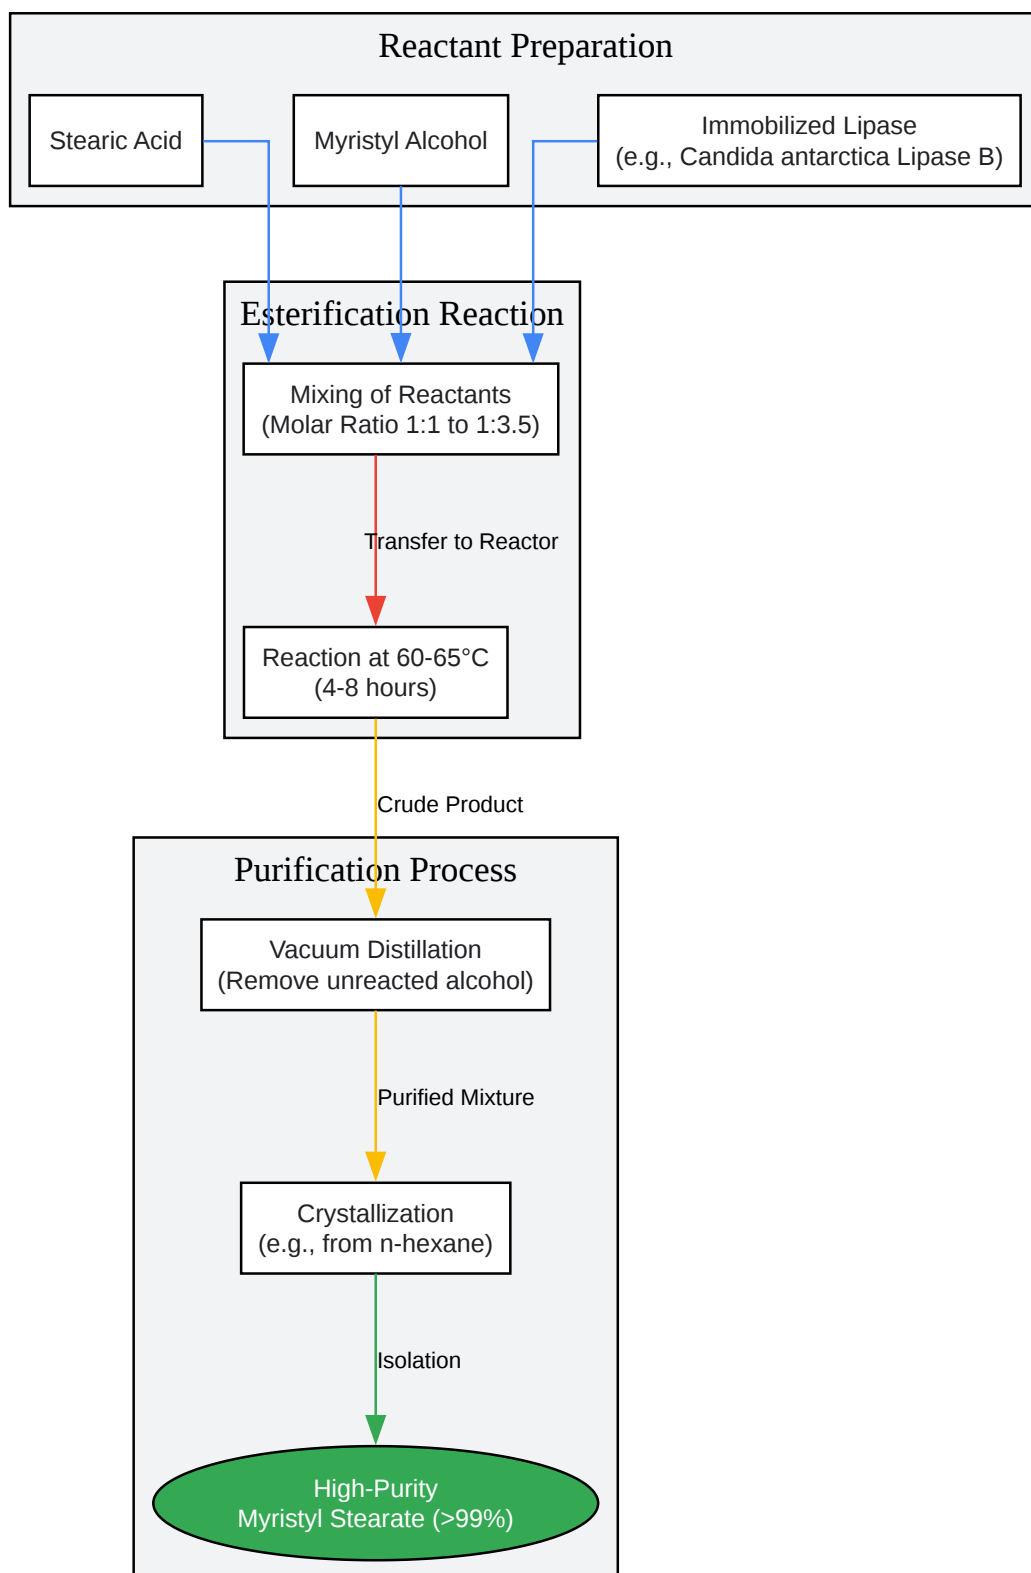 Reactant Preparation
Stearic Acid
Myristyl Alcohol
Immobilized Lipase
(e.g., Candida antarctica Lipase B)
Esterification Reaction
Mixing of Reactants
(Molar Ratio 1:1 to 1:3.5)
Transfer to Reactor
Reaction at 60-65°C
(4-8 hours)
Crude Product
Purification Process
Vacuum Distillation
(Remove unreacted alcohol)
Purified Mixture
Crystallization
(e.g., from n-hexane)
Isolation
High-Purity
Myristyl Stearate (>99%)